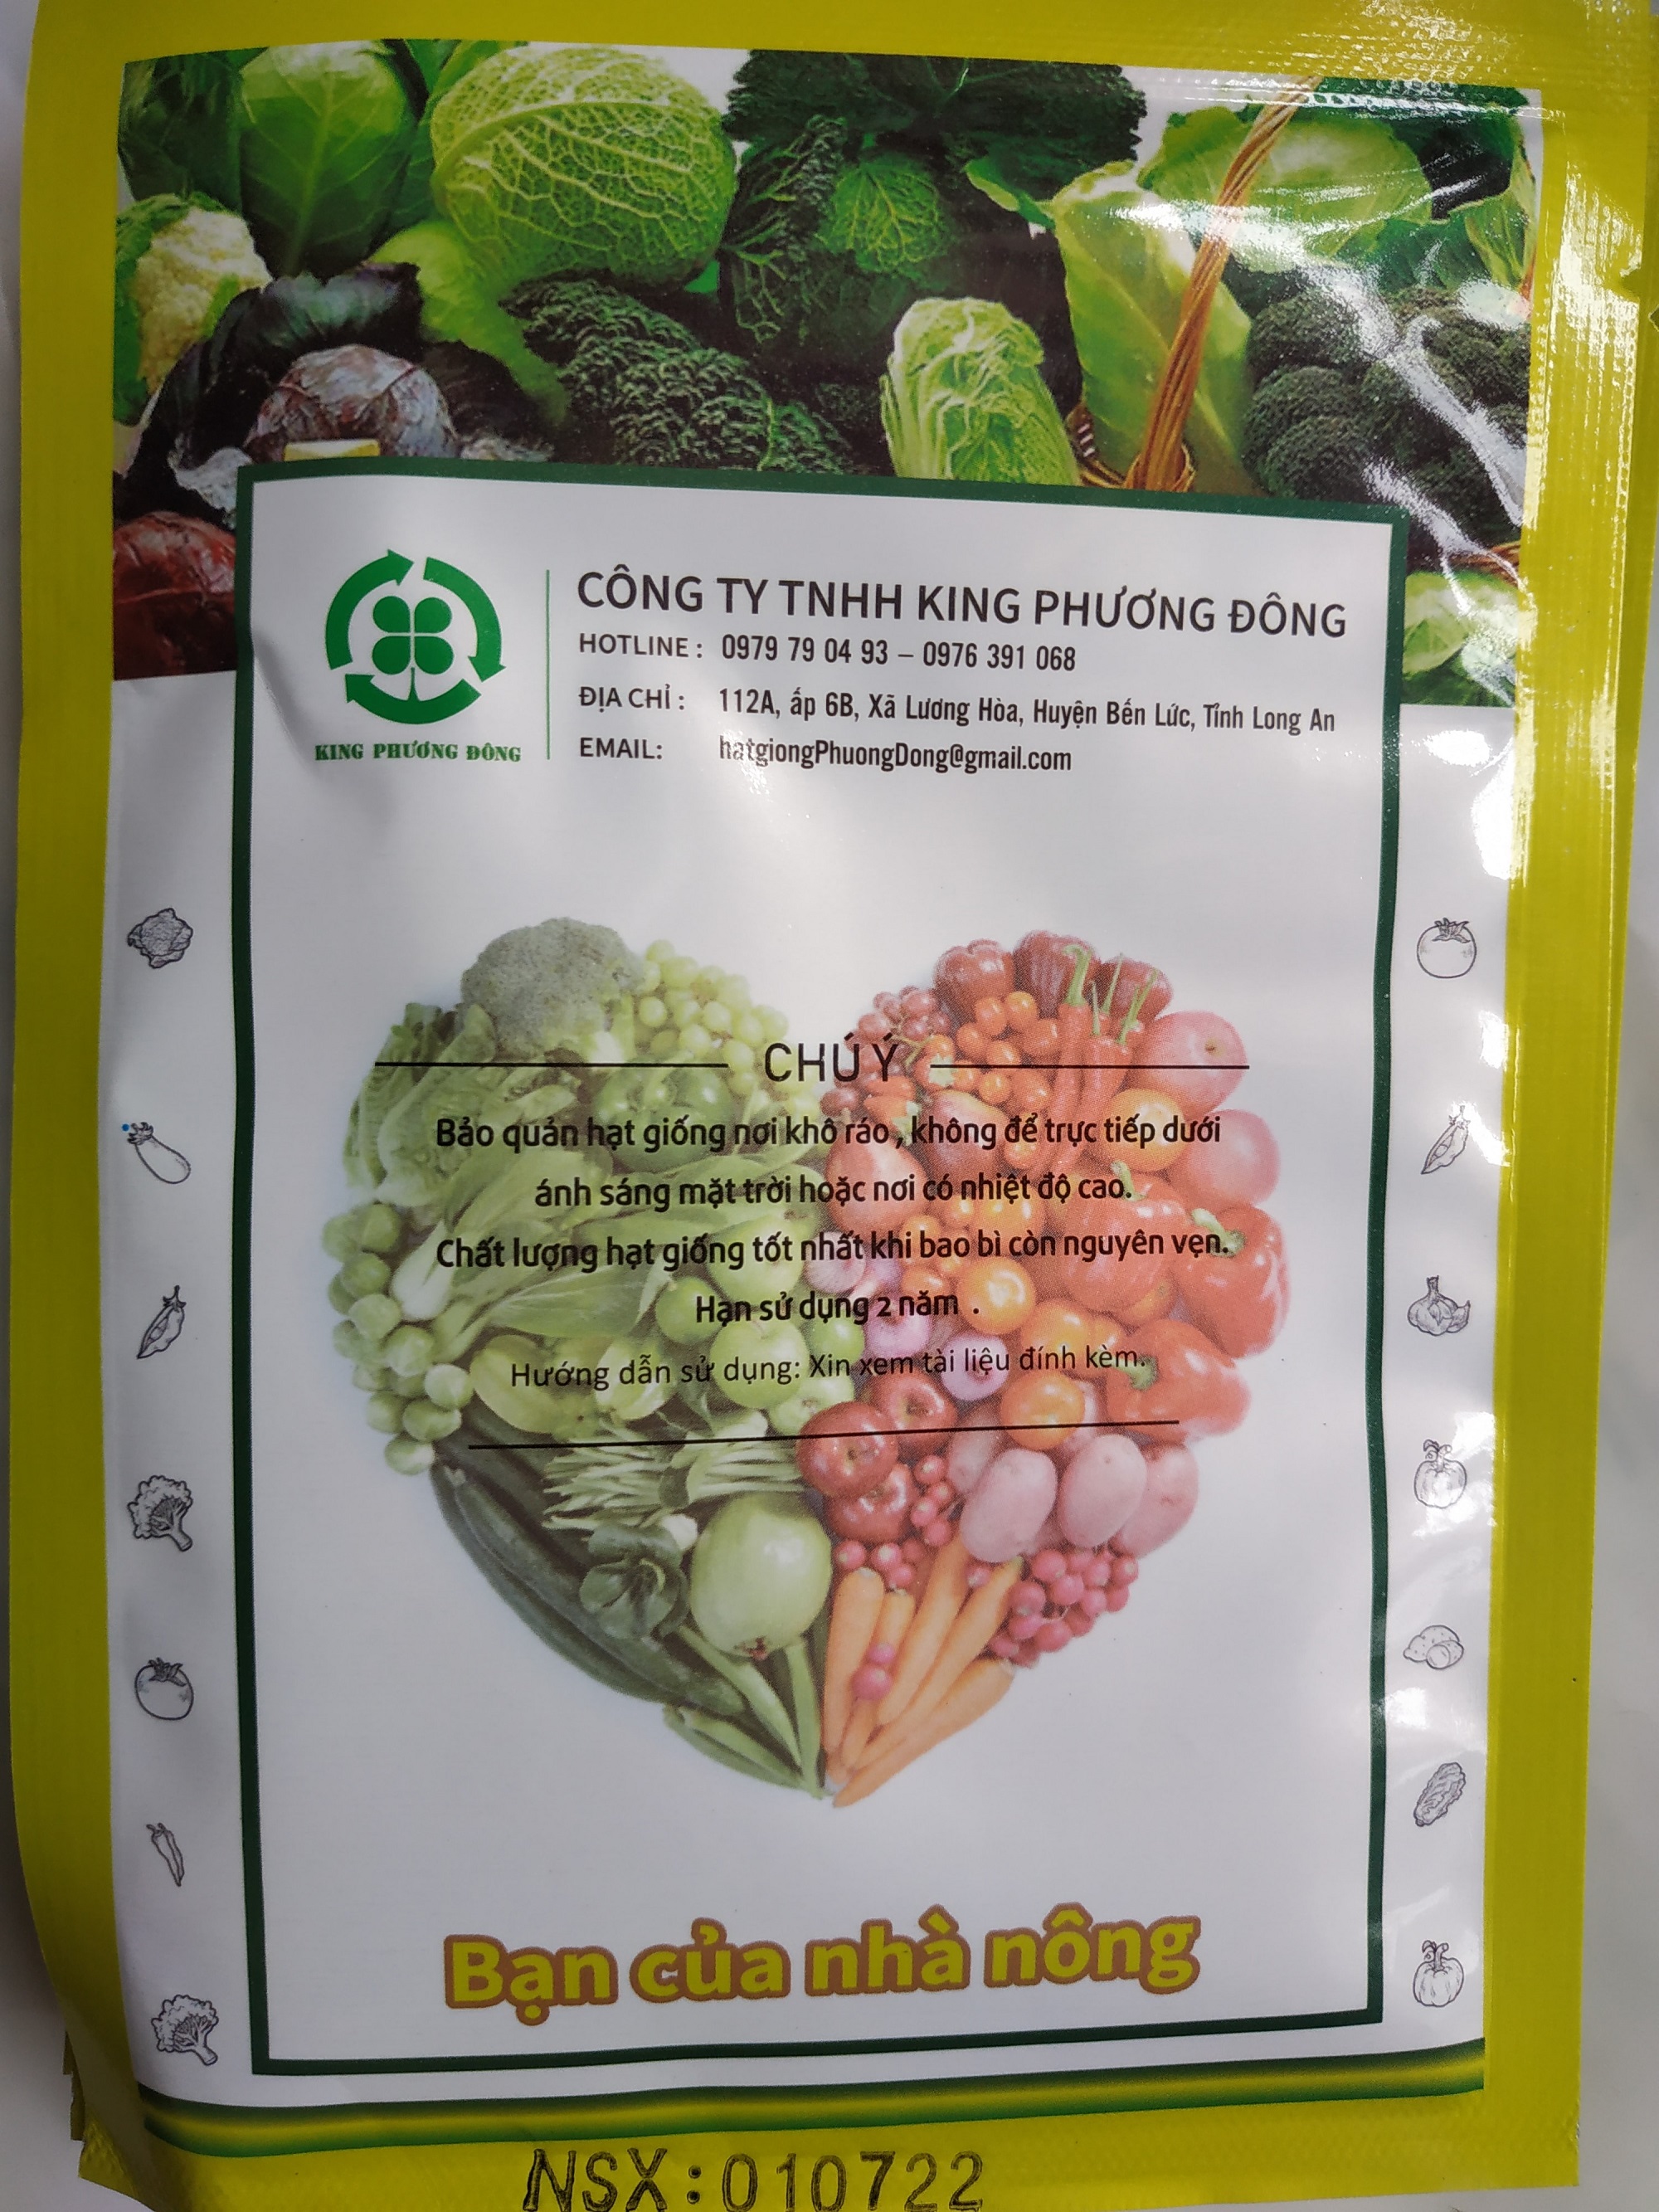 KING PHƯƠNG ĐÔNG
CÔNG TY TNHH KING PHƯƠNG ĐÔNG
HOTLINE : 0979 79 04 93 – 0976 391 068
ĐỊA CHỈ : 112A, ấp 6B, Xã Lương Hòa, Huyện Bến Lức, Tỉnh Long An
EMAIL: hatgiongPhuongDong@gmail.com
CHÚ Ý
Bảo quản hạt giống nơi khô ráo , không để trực tiếp dưới
ánh sáng mặt trời hoặc nơi có nhiệt độ cao.
Chất lượng hạt giống tốt nhất khi bao bì còn nguyên vẹn.
Hạn sử dụng 2 năm .
Hướng dẫn sử dụng: Xin xem tài liệu đính kèm.
Bạn của nhà nông
NSX:010722